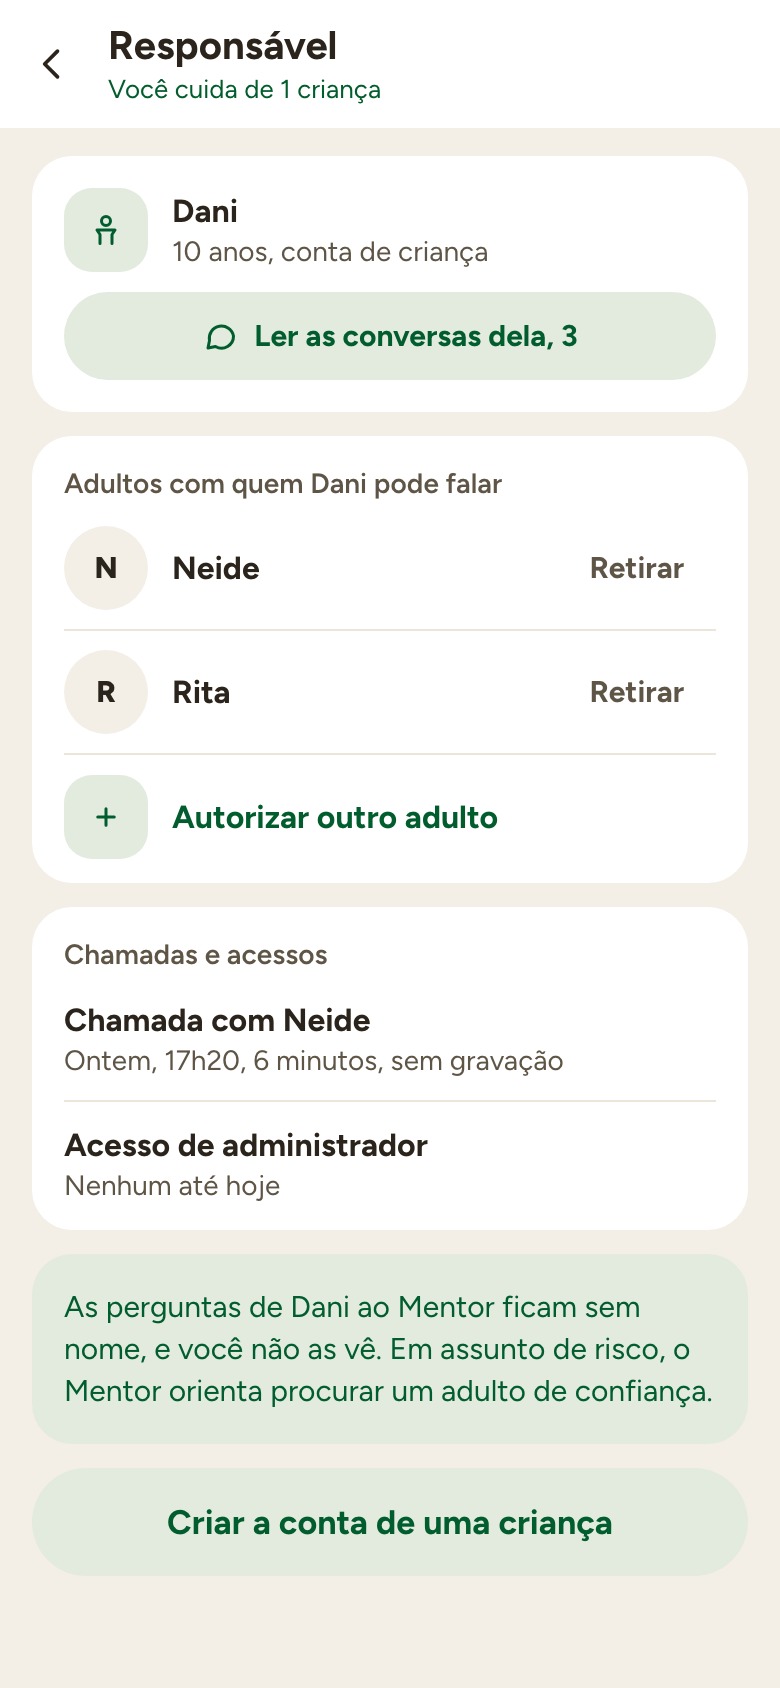 Responsável
Você cuida de 1 criança
Dani
10 anos, conta de criança
Ler as conversas dela, 3
Adultos com quem Dani pode falar
N
Neide
Retirar
R
Rita
Retirar
+
Autorizar outro adulto
Chamadas e acessos
Chamada com Neide
Ontem, 17h20, 6 minutos, sem gravação
Acesso de administrador
Nenhum até hoje
As perguntas de Dani ao Mentor ficam sem
nome, e você não as vê. Em assunto de risco, o
Mentor orienta procurar um adulto de confiança.
Criar a conta de uma criança